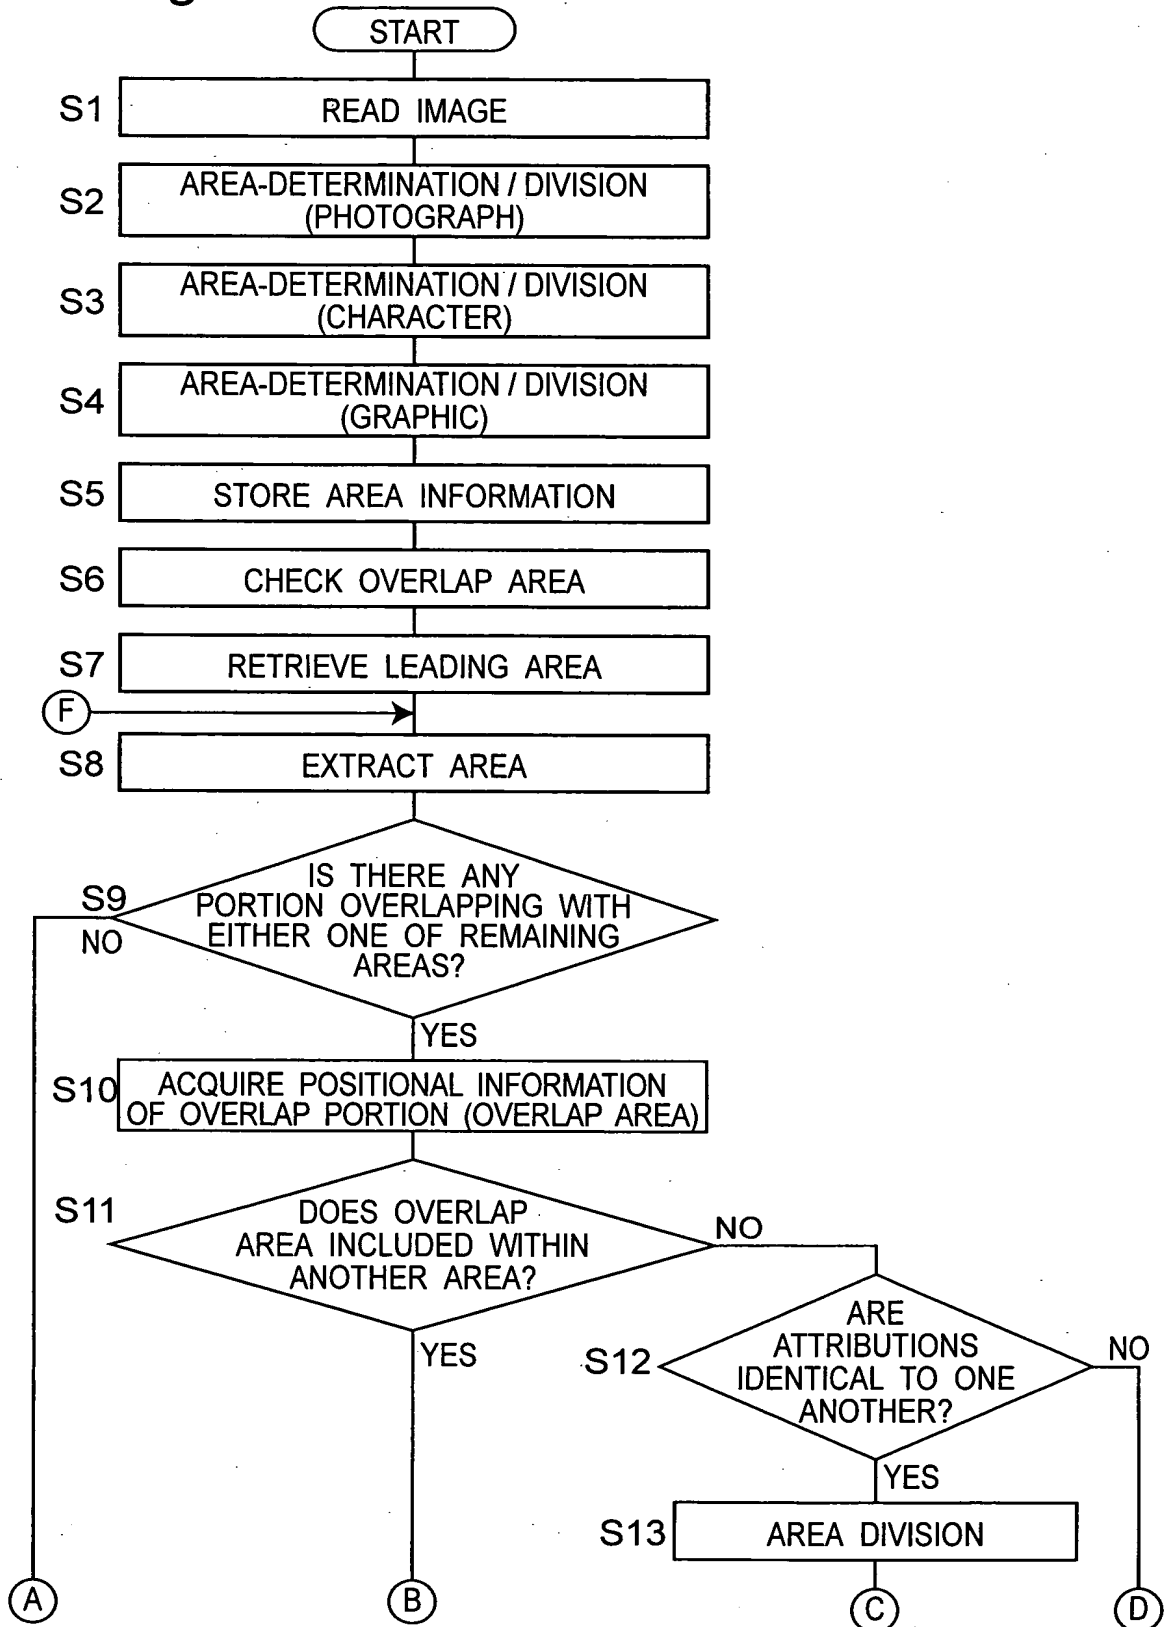 START
S1
READ IMAGE
S2
AREA-DETERMINATION / DIVISION
(PHOTOGRAPH)
S3
AREA-DETERMINATION / DIVISION
(CHARACTER)
S4
AREA-DETERMINATION / DIVISION
(GRAPHIC)
S5
STORE AREA INFORMATION
S6
CHECK OVERLAP AREA
S7
RETRIEVE LEADING AREA
F
S8
EXTRACT AREA
S9
NO
IS THERE ANY
PORTION OVERLAPPING WITH
EITHER ONE OF REMAINING
AREAS?
YES
S10
ACQUIRE POSITIONAL INFORMATION
OF OVERLAP PORTION (OVERLAP AREA)
S11
DOES OVERLAP
AREA INCLUDED WITHIN
ANOTHER AREA?
NO
YES
S12
ARE
ATTRIBUTIONS
IDENTICAL TO ONE
ANOTHER?
NO
YES
S13
AREA DIVISION
A
B
C
D